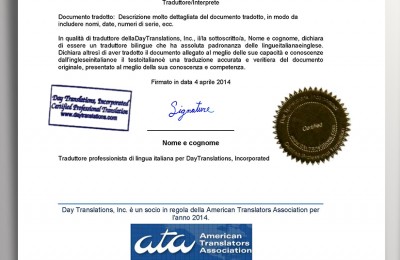 Traduttore/Interprete
Documento tradotto: Descrizione molto dettagliata del documento tradotto, in modo da
includere nomi, date, numeri di serie, ecc.
In qualità di traduttore dellaDayTranslations, Inc., il/la sottoscritto/a, Nome e cognome, dichiara
di essere un traduttore bilingue che ha assoluta padronanza delle lingueitalianaeinglese.
Dichiara altresì di aver tradotto il documento allegato al meglio delle sue capacità e conoscenze
dall'ingleseinitalianoe il testoitalianoè una traduzione accurata e veritiera del documento
originale, presentato al meglio della sua conoscenza e competenza.
Firmato in data 4 aprile 2014
Day Translations, Incorporated
Certified Professional Translation
www.daytranslations.com
Signature
Certified
Nome e cognome
Traduttore professionista di lingua italiana per DayTranslations, Incorporated
Day Translations, Inc. è un socio in regola della American Translators Association per
l'anno 2014.
ata
American
Translators
Association